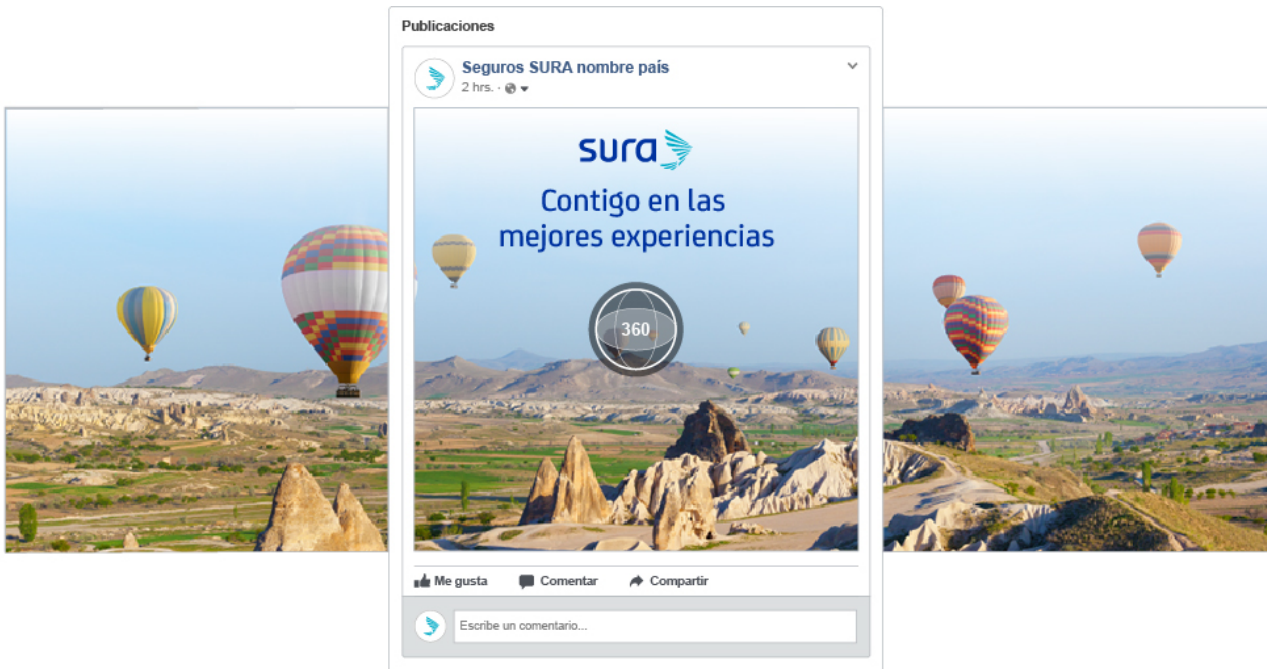 Publicaciones
Seguros SURA nombre país
2 hrs. ·
sura
Contigo en las
mejores experiencias
360
Me gusta Comentar Compartir
Escribe un comentario...